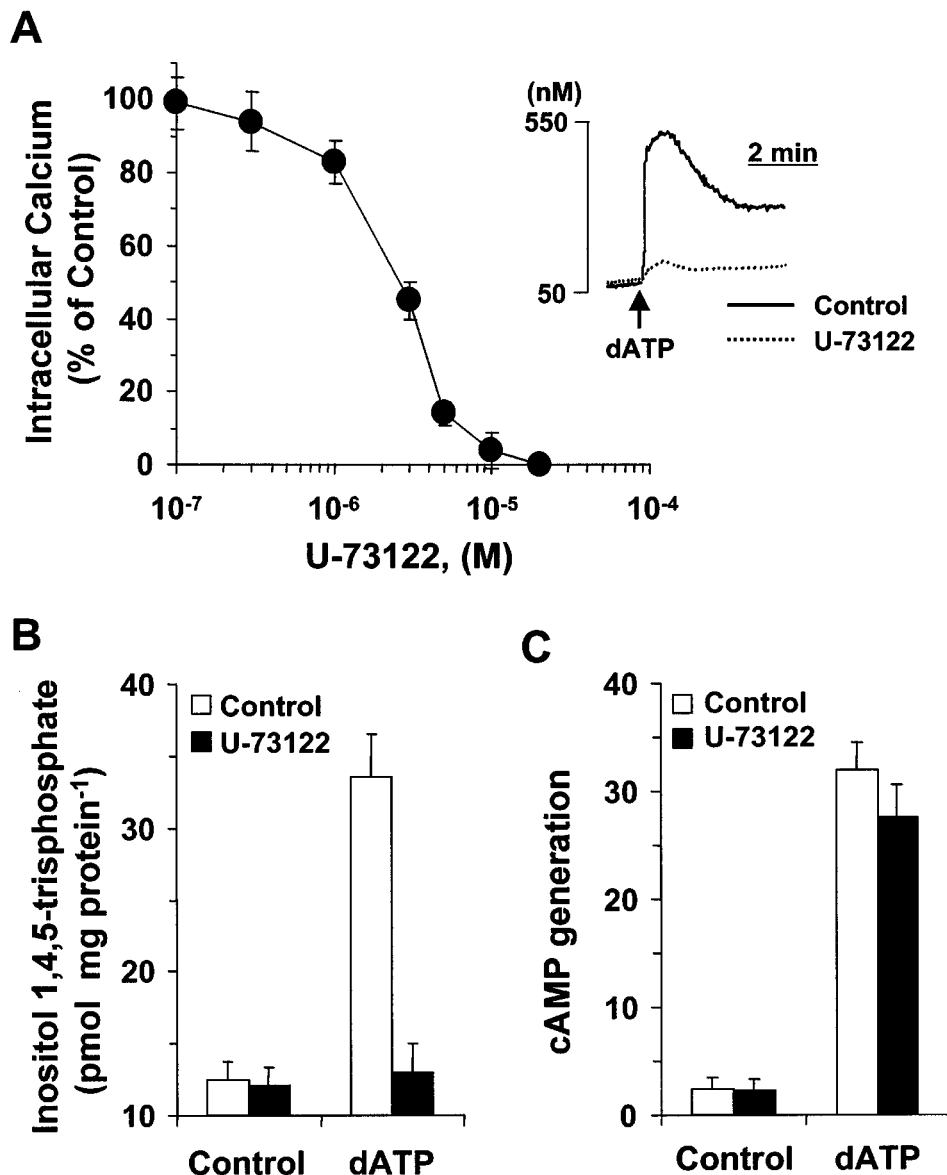 A
Intracellular Calcium
(% of Control)
100
80
60
40
20
0
10-7
10-6
10-5
10-4
U-73122, (M)
(nM)
550
50
2 min
dATP
Control
U-73122
B
Inositol 1,4,5-trisphosphate
(pmol mg protein-1)
40
30
20
10
Control
U-73122
Control
dATP
C
cAMP generation
40
30
20
10
0
Control
U-73122
Control
dATP